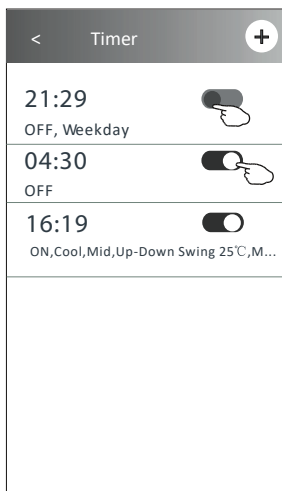 < Timer +
21:29
OFF, Weekday
04:30
OFF
16:19
ON,Cool,Mid,Up-Down Swing 25℃,M...